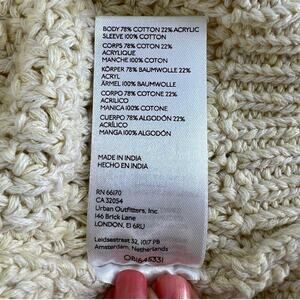 BODY 78% COTTON 22% ACRYLIC
SLEEVE 100% COTTON
CORPS 78% COTON 22%
ACRYLIQUE
MANCHE 100% COTON
KÖRPER 78% BAUMWOLLE 22%
ACRYL
ÄRMEL 100% BAUMWOLLE
CORPO 78% COTONE 22%
ACRILICO
MANICA 100% COTONE
CUERPO 78% ALGODÓN 22%
ACRÍLICO
MANGA 100% ALGODÓN
MADE IN INDIA
HECHO EN INDIA
RN 66170
CA 32054
Urban Outfitters, Inc.
146 Brick Lane
LONDON, E1 6RU
Leidsestraat 32, 1017 PB
Amsterdam, Netherlands